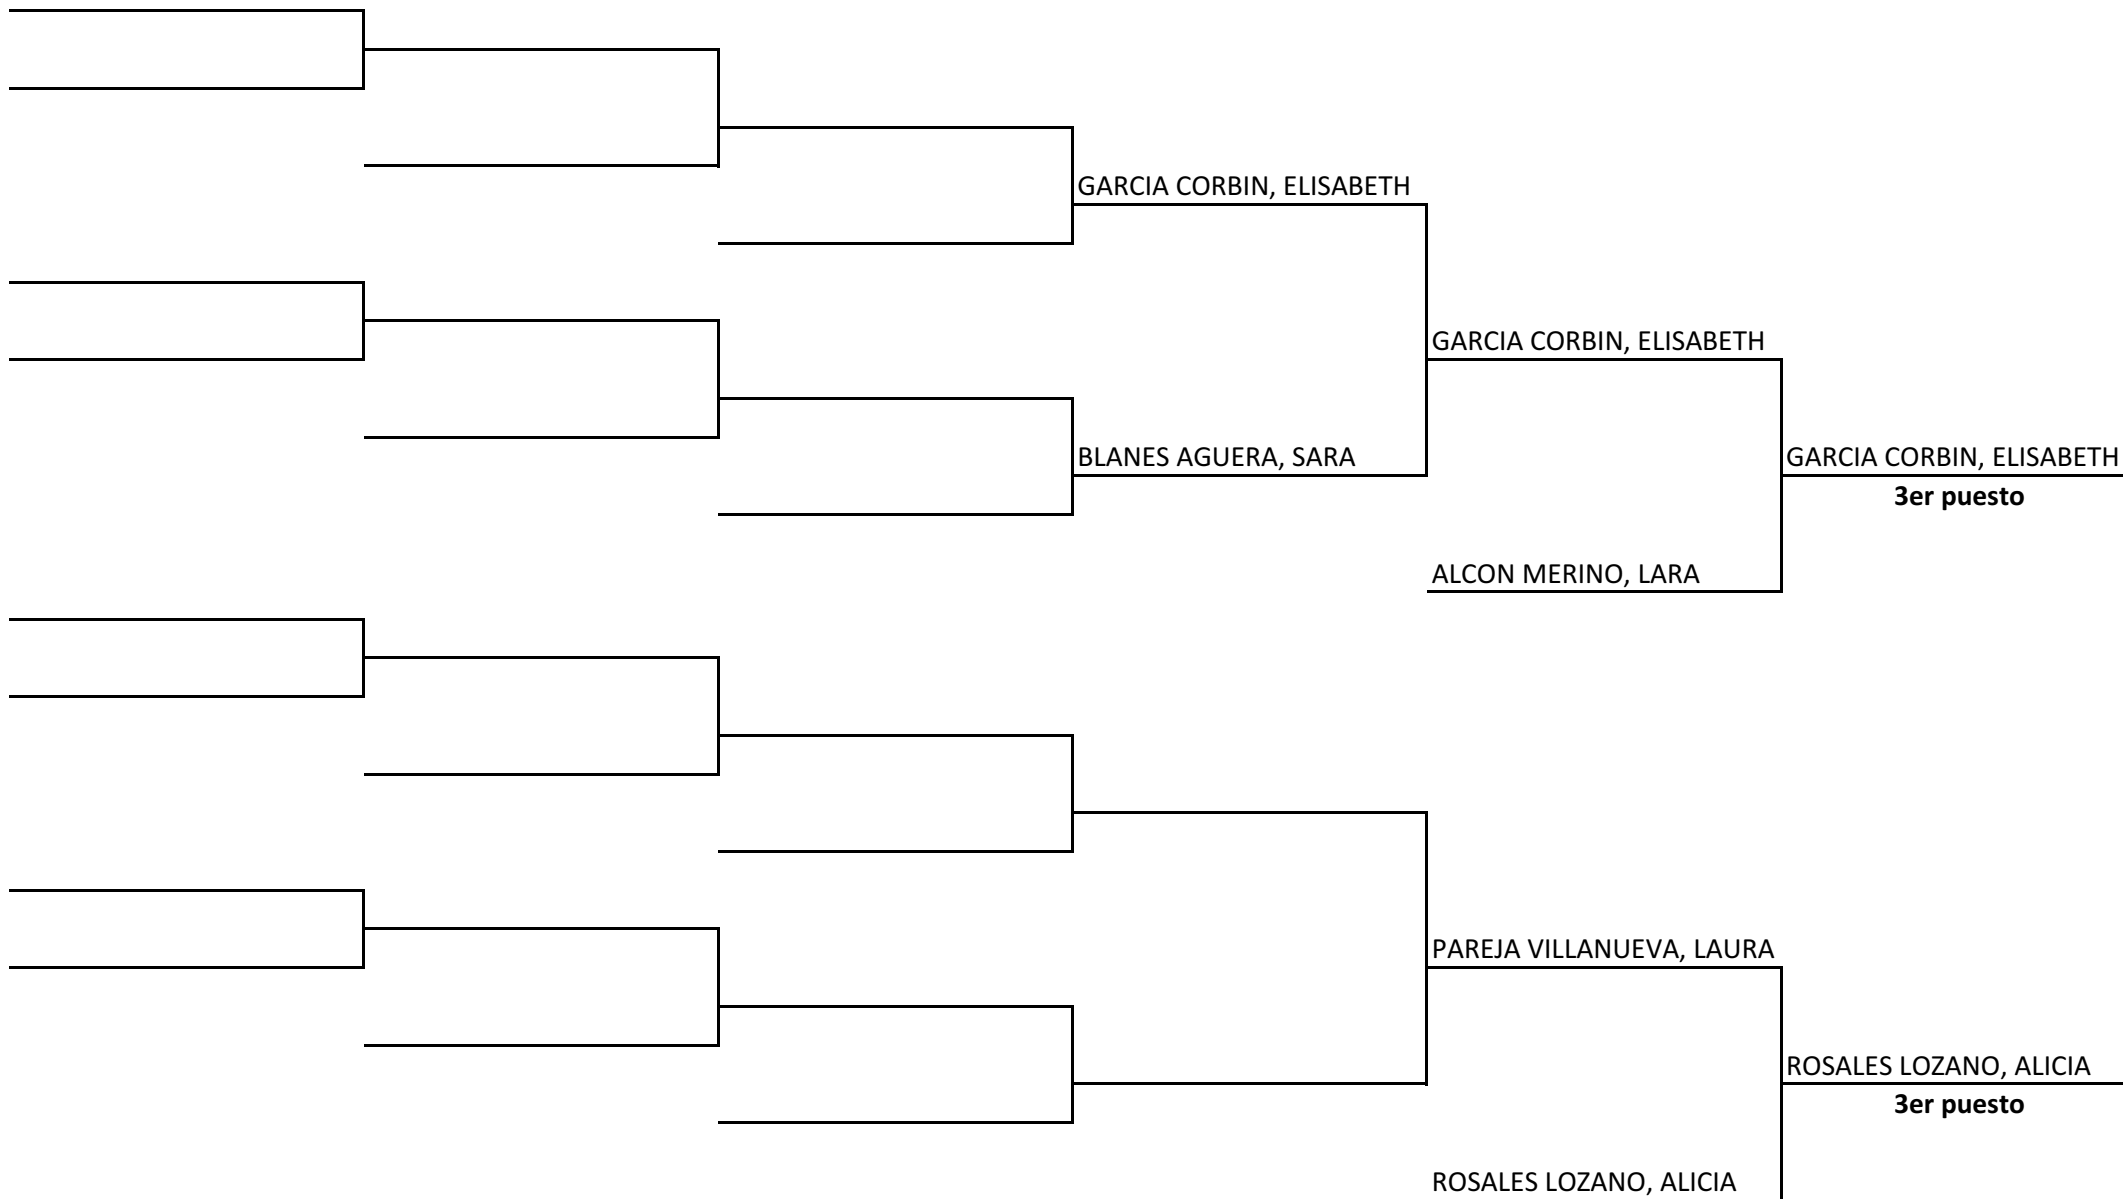 GARCIA CORBIN, ELISABETH
GARCIA CORBIN, ELISABETH
BLANES AGUERA, SARA
GARCIA CORBIN, ELISABETH
3er puesto
ALCON MERINO, LARA
PAREJA VILLANUEVA, LAURA
ROSALES LOZANO, ALICIA
3er puesto
ROSALES LOZANO, ALICIA